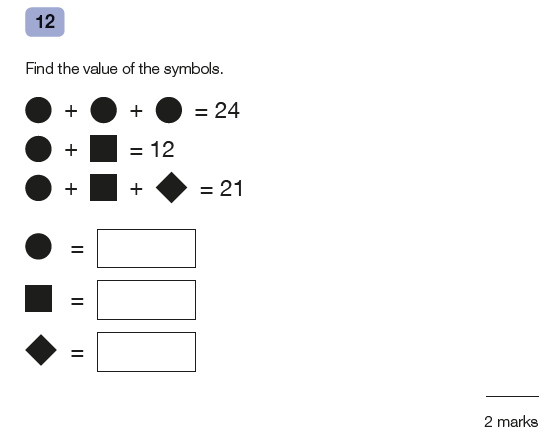 12
Find the value of the symbols.
● + ● + ● = 24
● + ■ = 12
● + ■ + ◆ = 21
● =
■ =
◆ =
2 marks